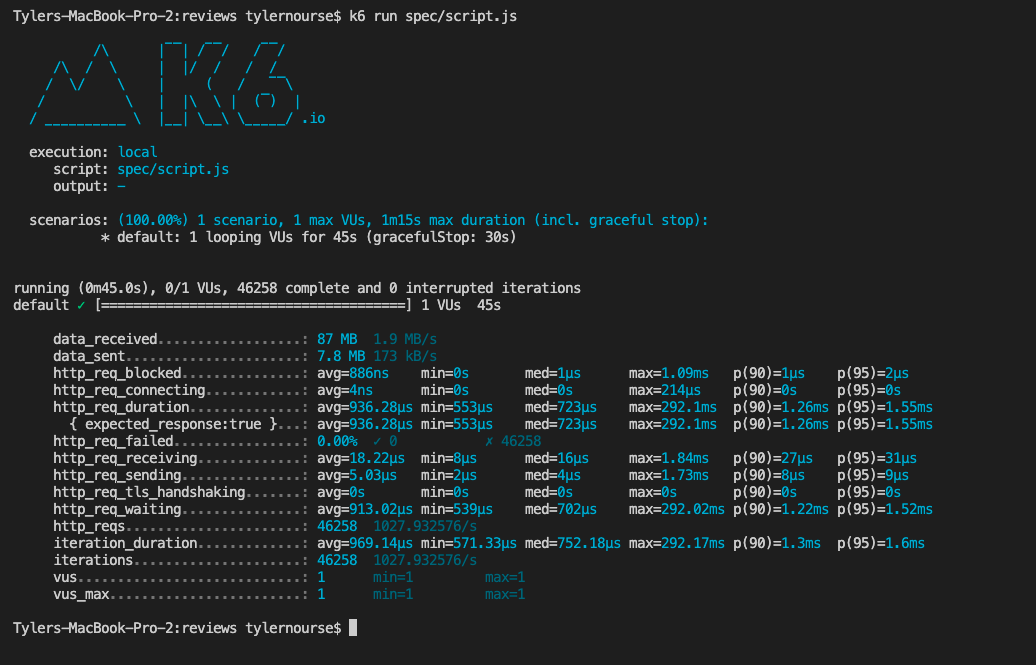 Tylers-MacBook-Pro-2:reviews tylernourse$ k6 run spec/script.js
          /\      |‾‾| /‾‾/   /‾‾/
     /\  /  \     |  |/  /   /  /
    /  \/    \    |     (   /   ‾‾\
   /          \   |  |\  \ |  (‾)  |
  / __________ \  |__| \__\ \_____/ .io
  execution: local
     script: spec/script.js
     output: -
  scenarios: (100.00%) 1 scenario, 1 max VUs, 1m15s max duration (incl. graceful stop):
           * default: 1 looping VUs for 45s (gracefulStop: 30s)
running (0m45.0s), 0/1 VUs, 46258 complete and 0 interrupted iterations
default ✓ [======================================] 1 VUs  45s
     data_received..................: 87 MB  1.9 MB/s
     data_sent......................: 7.8 MB 173 kB/s
     http_req_blocked...............: avg=886ns    min=0s       med=1µs      max=1.09ms   p(90)=1µs    p(95)=2µs
     http_req_connecting............: avg=4ns      min=0s       med=0s       max=214µs    p(90)=0s     p(95)=0s
     http_req_duration..............: avg=936.28µs min=553µs    med=723µs    max=292.1ms  p(90)=1.26ms p(95)=1.55ms
       { expected_response:true }...: avg=936.28µs min=553µs    med=723µs    max=292.1ms  p(90)=1.26ms p(95)=1.55ms
     http_req_failed................: 0.00%  ✓ 0           ✗ 46258
     http_req_receiving.............: avg=18.22µs  min=8µs      med=16µs     max=1.84ms   p(90)=27µs   p(95)=31µs
     http_req_sending...............: avg=5.03µs   min=2µs      med=4µs      max=1.73ms   p(90)=8µs    p(95)=9µs
     http_req_tls_handshaking.......: avg=0s       min=0s       med=0s       max=0s       p(90)=0s     p(95)=0s
     http_req_waiting...............: avg=913.02µs min=539µs    med=702µs    max=292.02ms p(90)=1.22ms p(95)=1.52ms
     http_reqs......................: 46258  1027.932576/s
     iteration_duration.............: avg=969.14µs min=571.33µs med=752.18µs max=292.17ms p(90)=1.3ms  p(95)=1.6ms
     iterations.....................: 46258  1027.932576/s
     vus............................: 1      min=1         max=1
     vus_max........................: 1      min=1         max=1
Tylers-MacBook-Pro-2:reviews tylernourse$